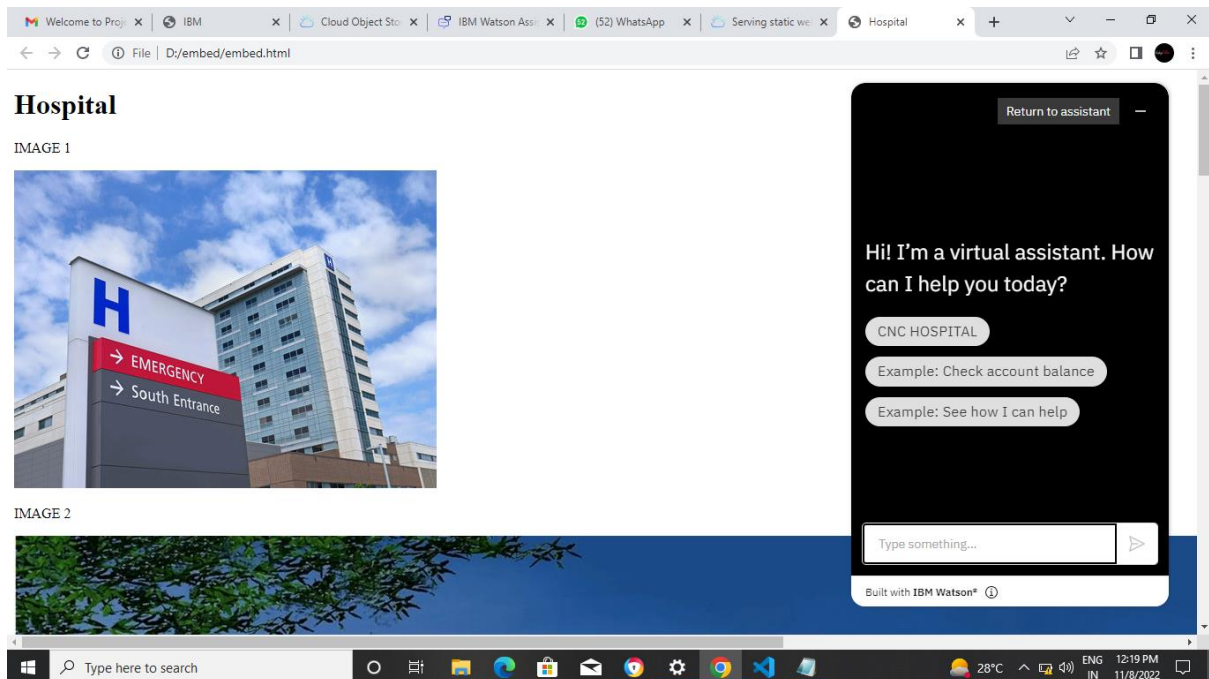 Welcome to Proj
IBM
Cloud Object Sto
IBM Watson Assi
(52) WhatsApp
Serving static we
Hospital
File
D:/embed/embed.html
Hospital
IMAGE 1
H
H
→ EMERGENCY
→ South Entrance
IMAGE 2
Return to assistant
Hi! I'm a virtual assistant. How
can I help you today?
CNC HOSPITAL
Example: Check account balance
Example: See how I can help
Type something...
Built with IBM Watson®
Type here to search
28°C
ENG
IN
12:19 PM
11/8/2022